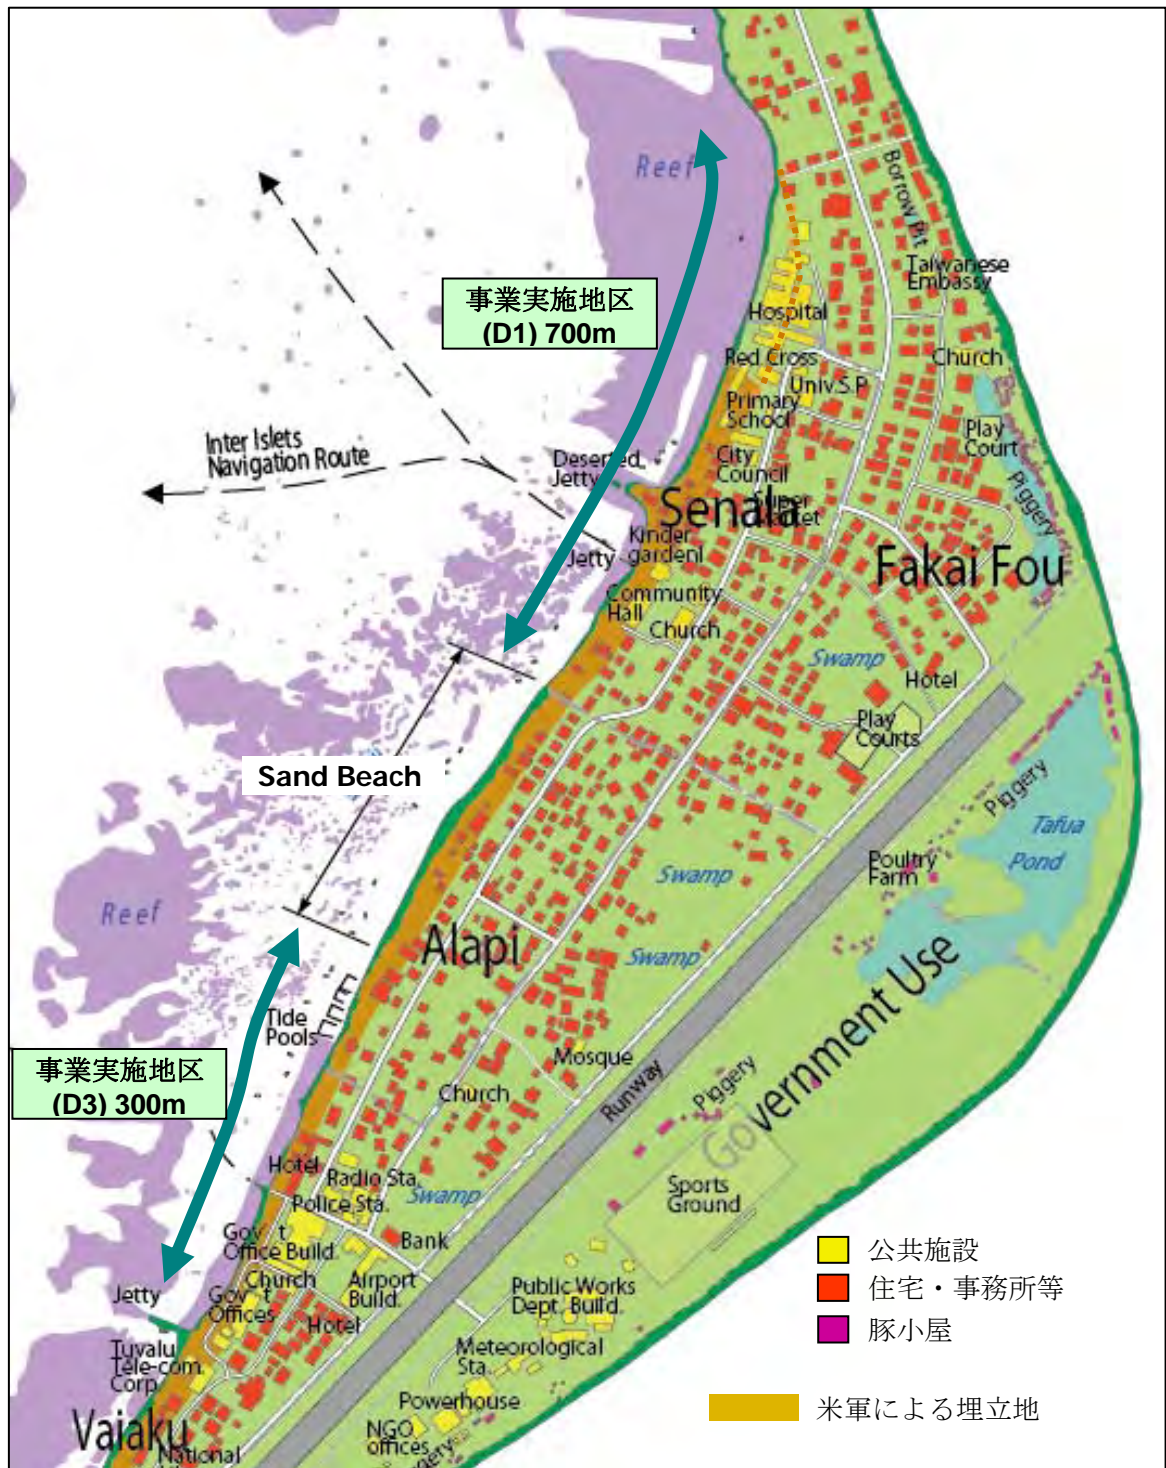 Reef
Borrow Pit
Taiwanese
Embassy
事業実施地区
(D1) 700m
Hospital
Red Cross
Church
Univ.S.P
Primary
School
Play
Court
Inter Islets
Navigation Route
Deserted
Jetty
City
Council
Piggery
Senala
Super
Market
Kinder
garden
Jetty
Fakai Fou
Community
Hall
Church
Swamp
Hotel
Play
Courts
Sand Beach
Piggery
Tafua
Pond
Poultry
Farm
Swamp
Reef
Alapi
Swamp
Government Use
Tide
Pools
Mosque
事業実施地区
(D3) 300m
Church
Runway
Piggery
Hotel
Radio Sta.
Swamp
Police Sta.
Sports
Ground
Gov't
Office Build.
Bank
公共施設
Church
Airport
Build.
Jetty
Gov't
Offices
Public Works
Dept. Build.
住宅・事務所等
Hotel
豚小屋
Tuvalu
Tele-com.
Corp
Meteorological
Sta.
Powerhouse
米軍による埋立地
Vaiaku
NGO
offices
National